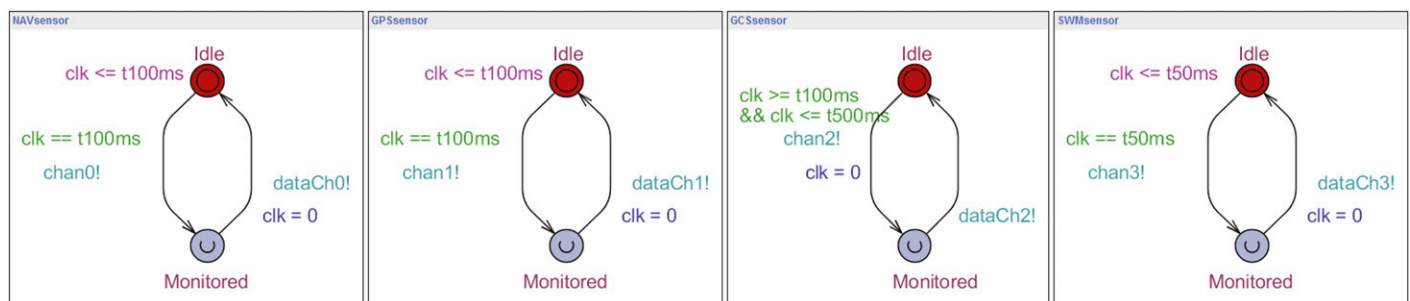 NAVsensor
Idle
clk <= t100ms
clk == t100ms
chan0!
dataCh0!
clk = 0
Monitored
GPSsensor
Idle
clk <= t100ms
clk == t100ms
chan1!
dataCh1!
clk = 0
Monitored
GCSsensor
Idle
clk >= t100ms
&& clk <= t500ms
chan2!
clk = 0
dataCh2!
Monitored
SWMsensor
Idle
clk <= t50ms
clk == t50ms
chan3!
dataCh3!
clk = 0
Monitored